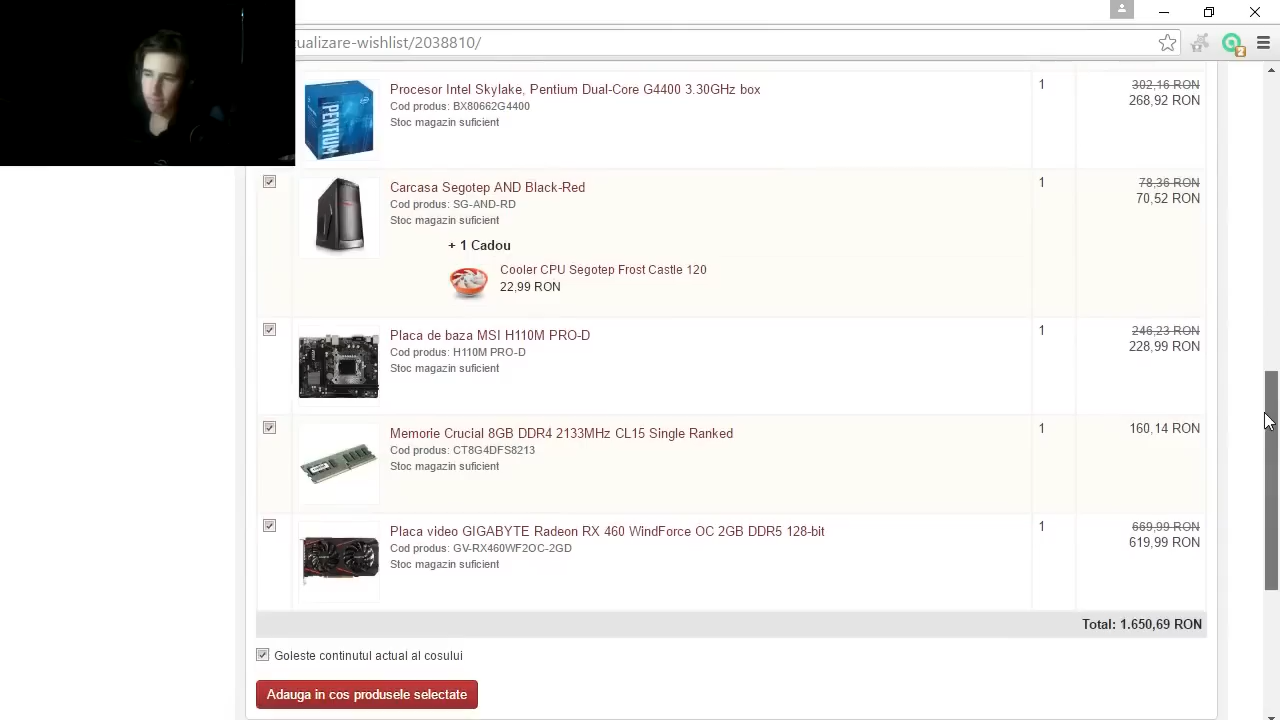 ualizare-wishlist/2038810/
Procesor Intel Skylake, Pentium Dual-Core G4400 3.30GHz box
1
302,16 RON
Cod produs: BX80662G4400
268,92 RON
Stoc magazin suficient
PENTIUM
Carcasa Segotep AND Black-Red
1
78,36 RON
Cod produs: SG-AND-RD
70,52 RON
Stoc magazin suficient
+ 1 Cadou
Cooler CPU Segotep Frost Castle 120
22,99 RON
Placa de baza MSI H110M PRO-D
1
246,23 RON
Cod produs: H110M PRO-D
228,99 RON
Stoc magazin suficient
Memorie Crucial 8GB DDR4 2133MHz CL15 Single Ranked
1
160,14 RON
Cod produs: CT8G4DFS8213
Stoc magazin suficient
Placa video GIGABYTE Radeon RX 460 WindForce OC 2GB DDR5 128-bit
1
669,99 RON
Cod produs: GV-RX460WF2OC-2GD
619,99 RON
Stoc magazin suficient
Total: 1.650,69 RON
Goleste continutul actual al cosului
Adauga in cos produsele selectate